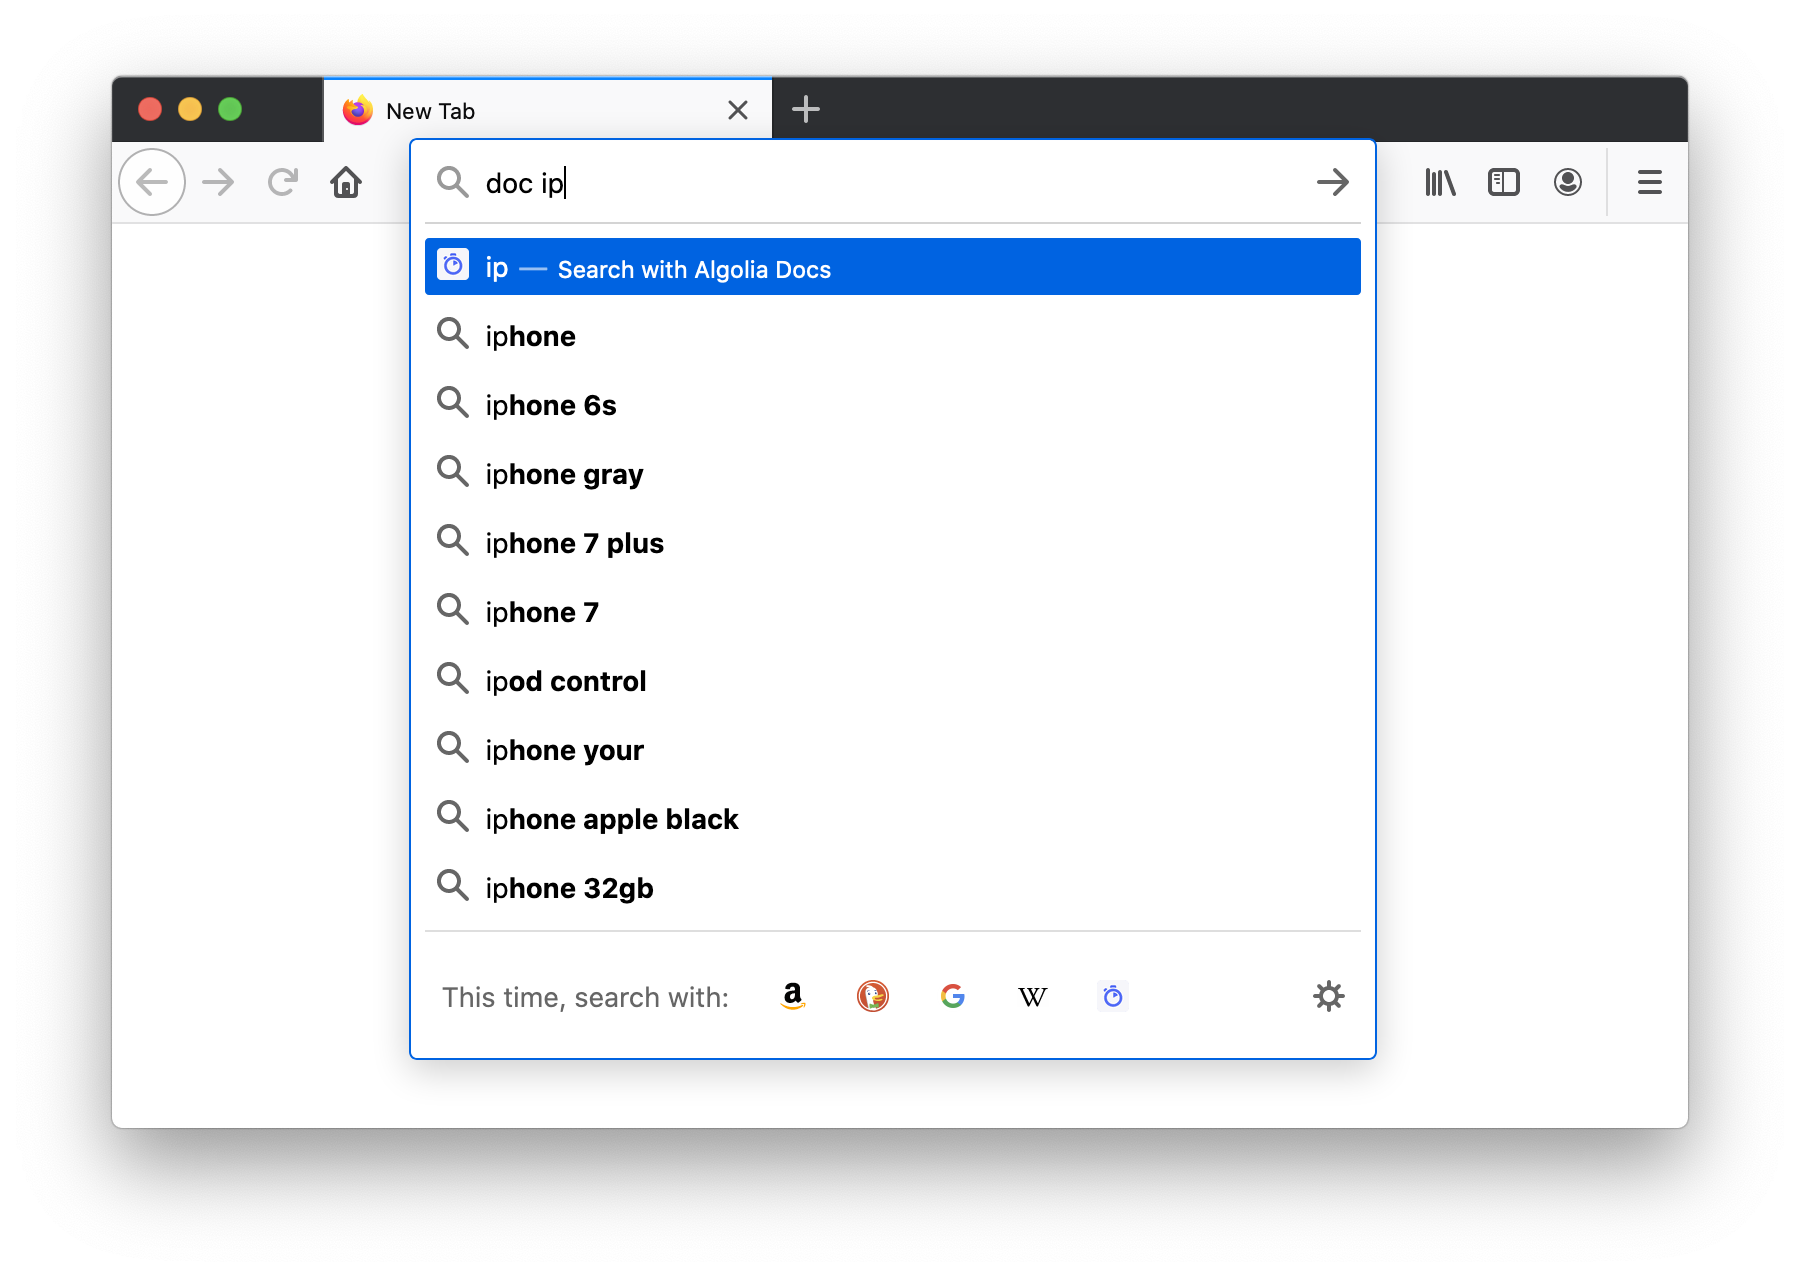 New Tab
doc ip
ip — Search with Algolia Docs
iphone
iphone 6s
iphone gray
iphone 7 plus
iphone 7
ipod control
iphone your
iphone apple black
iphone 32gb
This time, search with: a G W